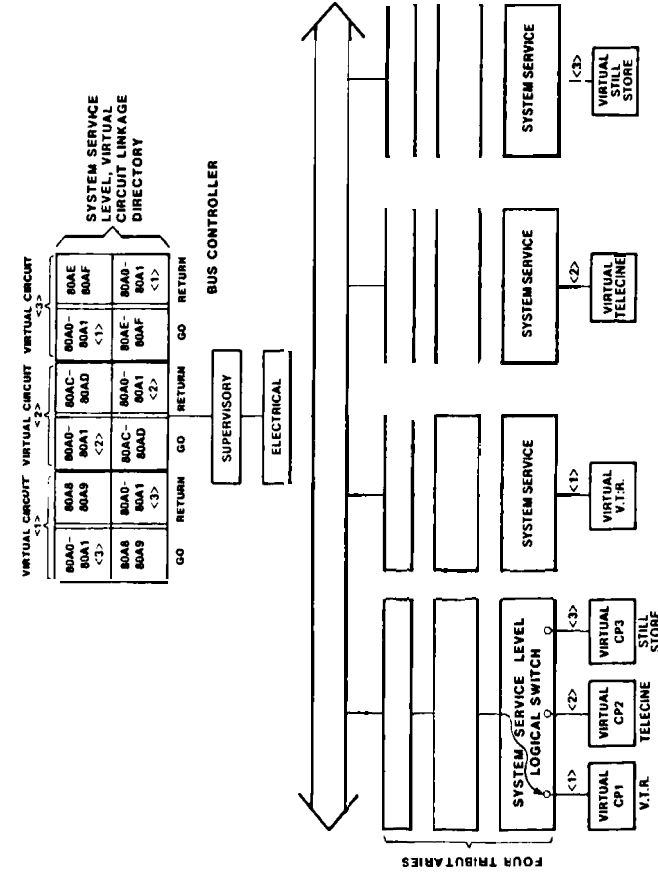 VIRTUAL CIRCUIT
<1>
VIRTUAL CIRCUIT
<2>
VIRTUAL CIRCUIT
<3>
80A0-
80A1
<3>
80A8
80A9
80A0-
80A1
<2>
80AC-
80AD
80A0-
80A1
<1>
80AE
80AF
80A8
80A9
80A0-
80A1
<3>
80AC-
80AD
80A0-
80A1
<2>
80AE-
80AF
80A0-
80A1
<1>
GO
RETURN
GO
RETURN
GO
RETURN
SYSTEM SERVICE
LEVEL, VIRTUAL
CIRCUIT LINKAGE
DIRECTORY
BUS CONTROLLER
SUPERVISORY
ELECTRICAL
FOUR TRIBUTARIES
SYSTEM SERVICE LEVEL
LOGICAL SWITCH
<1>
<2>
<3>
VIRTUAL
CP1
V.T.R.
VIRTUAL
CP2
TELECINE
VIRTUAL
CP3
STILL
STORE
SYSTEM SERVICE
<1>
VIRTUAL
V.T.R.
SYSTEM SERVICE
<2>
VIRTUAL
TELECINE
SYSTEM SERVICE
<3>
VIRTUAL
STILL
STORE